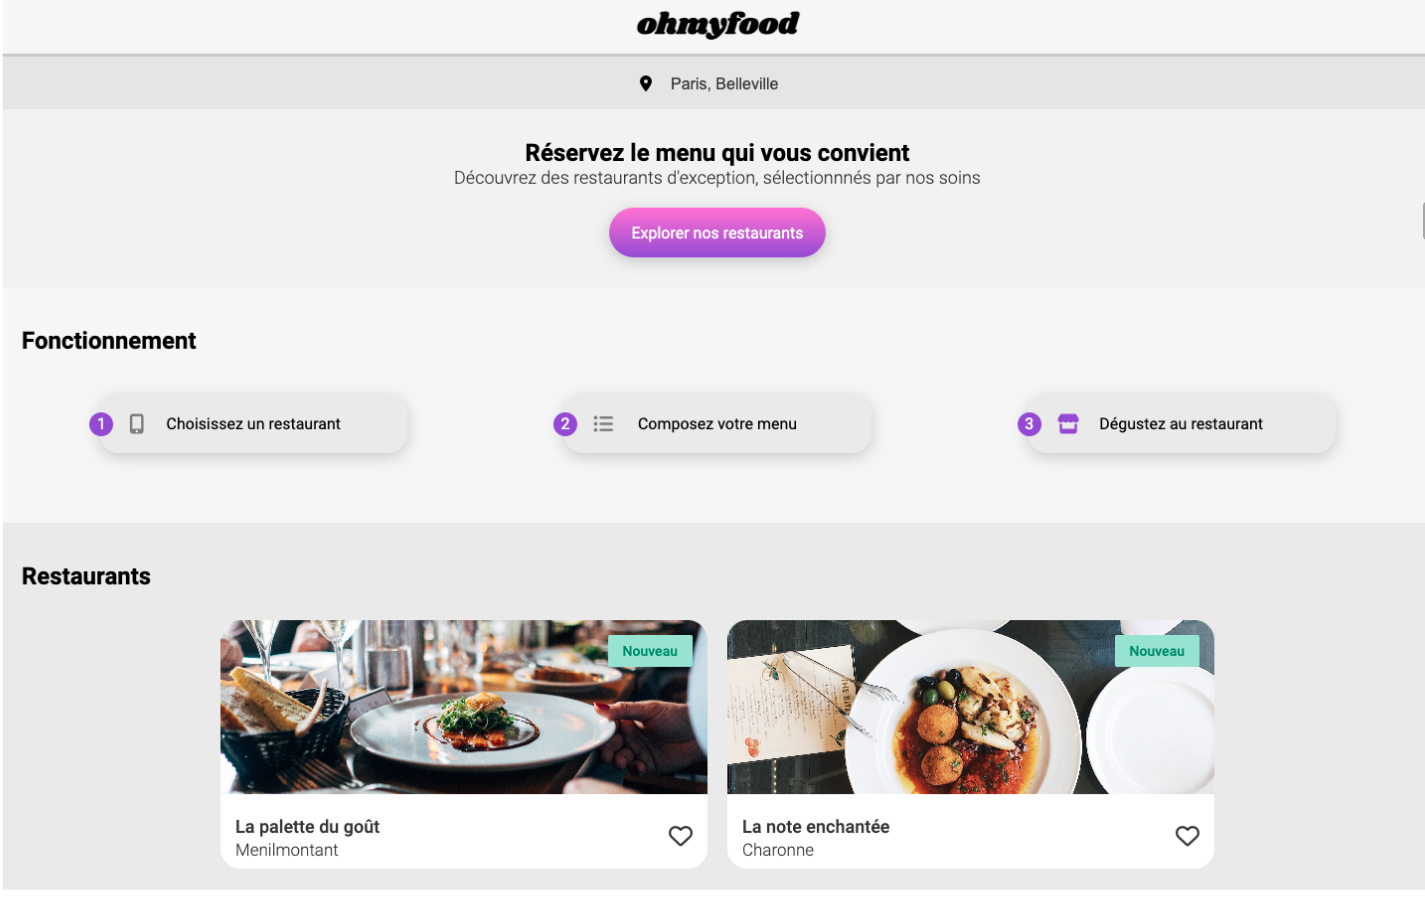 ohmyfood
Paris, Belleville
Réservez le menu qui vous convient
Découvrez des restaurants d'exception, sélectionnnés par nos soins
Explorer nos restaurants
Fonctionnement
1 Choisissez un restaurant
2 Composez votre menu
3 Dégustez au restaurant
Restaurants
Nouveau
La palette du goût
Menilmontant
Nouveau
La note enchantée
Charonne